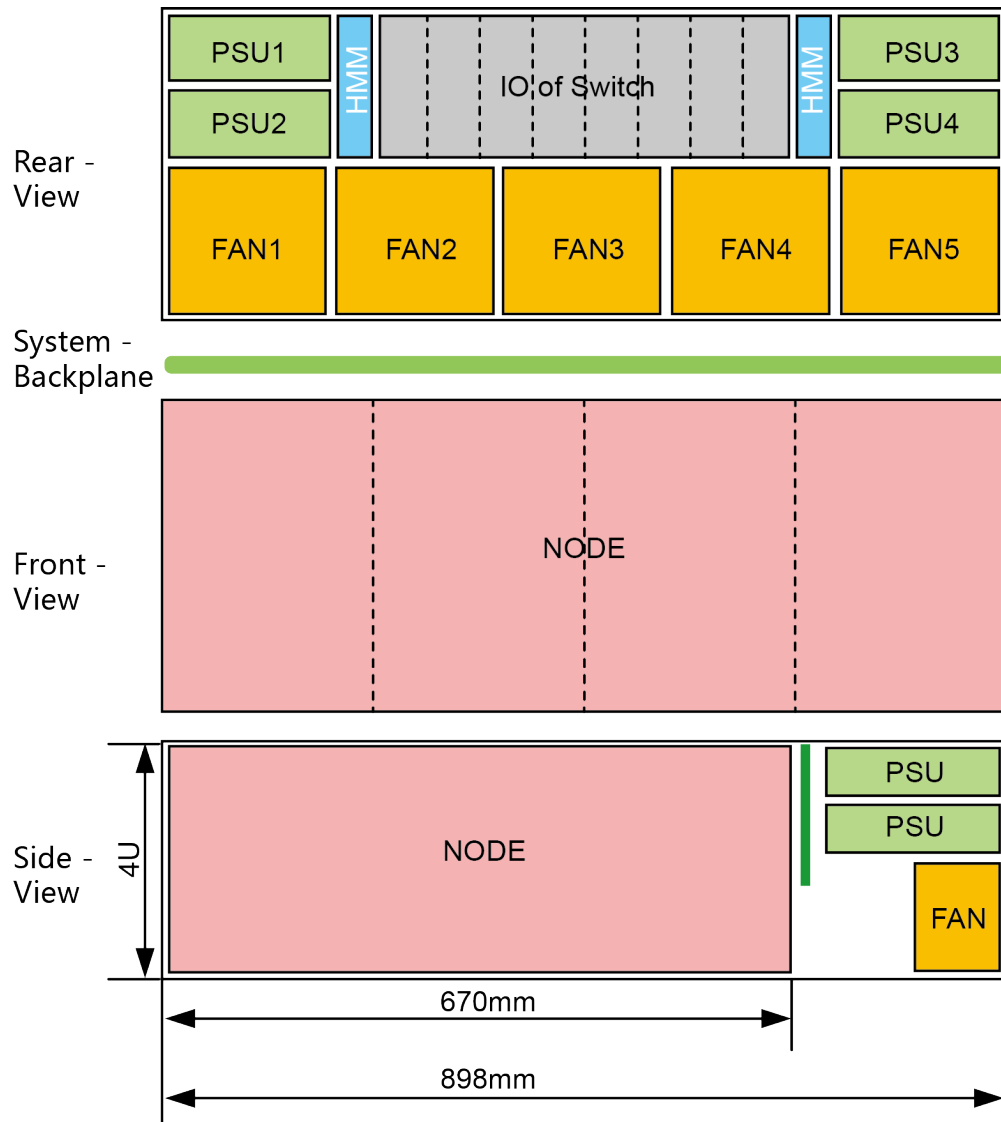 PSU1
HMM
IO of Switch
HMM
PSU3
PSU2
PSU4
Rear -
View
FAN1
FAN2
FAN3
FAN4
FAN5
System -
Backplane
Front -
View
NODE
Side -
View
4U
NODE
PSU
PSU
FAN
670mm
898mm